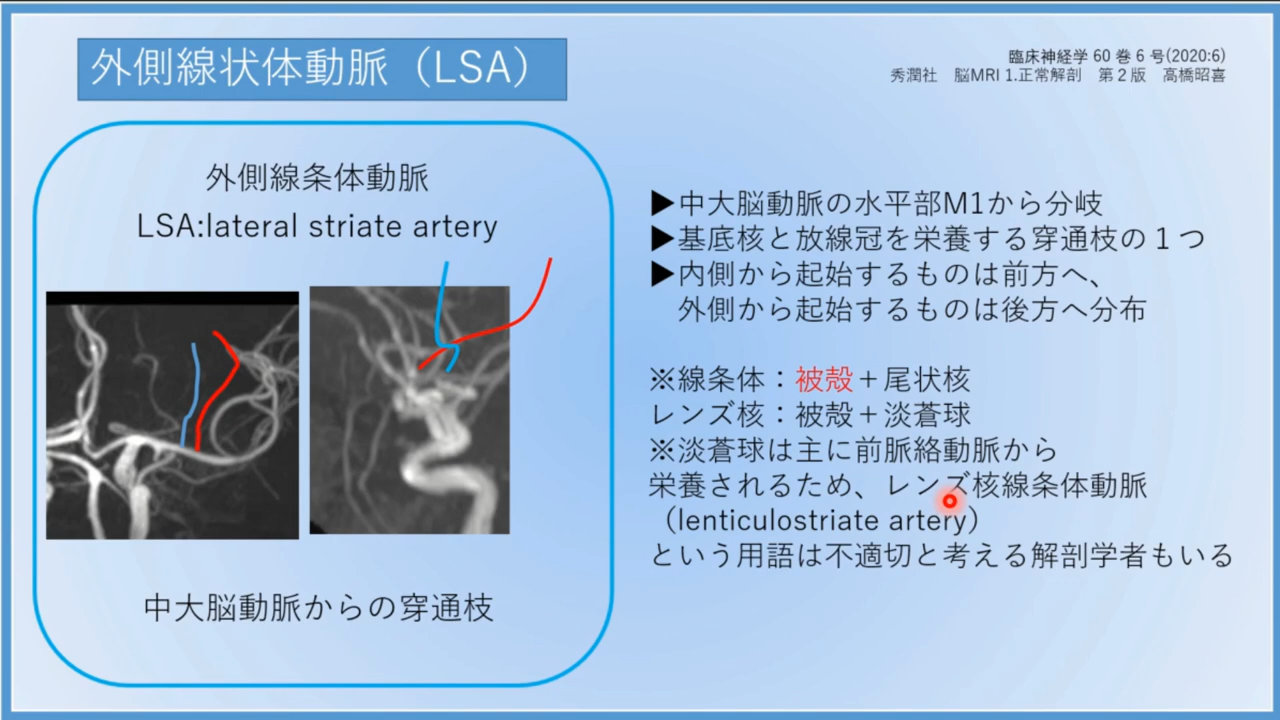 外側線状体動脈（LSA）
臨床神経学 60 巻 6 号(2020:6)
秀潤社　脳MRI 1.正常解剖　第２版　高橋昭喜
外側線条体動脈
LSA:lateral striate artery
中大脳動脈からの穿通枝
▶中大脳動脈の水平部M1から分岐
▶基底核と放線冠を栄養する穿通枝の１つ
▶内側から起始するものは前方へ、
外側から起始するものは後方へ分布
※線条体：被殻＋尾状核
レンズ核：被殻＋淡蒼球
※淡蒼球は主に前脈絡動脈から
栄養されるため、レンズ核線条体動脈
（lenticulostriate artery）
という用語は不適切と考える解剖学者もいる